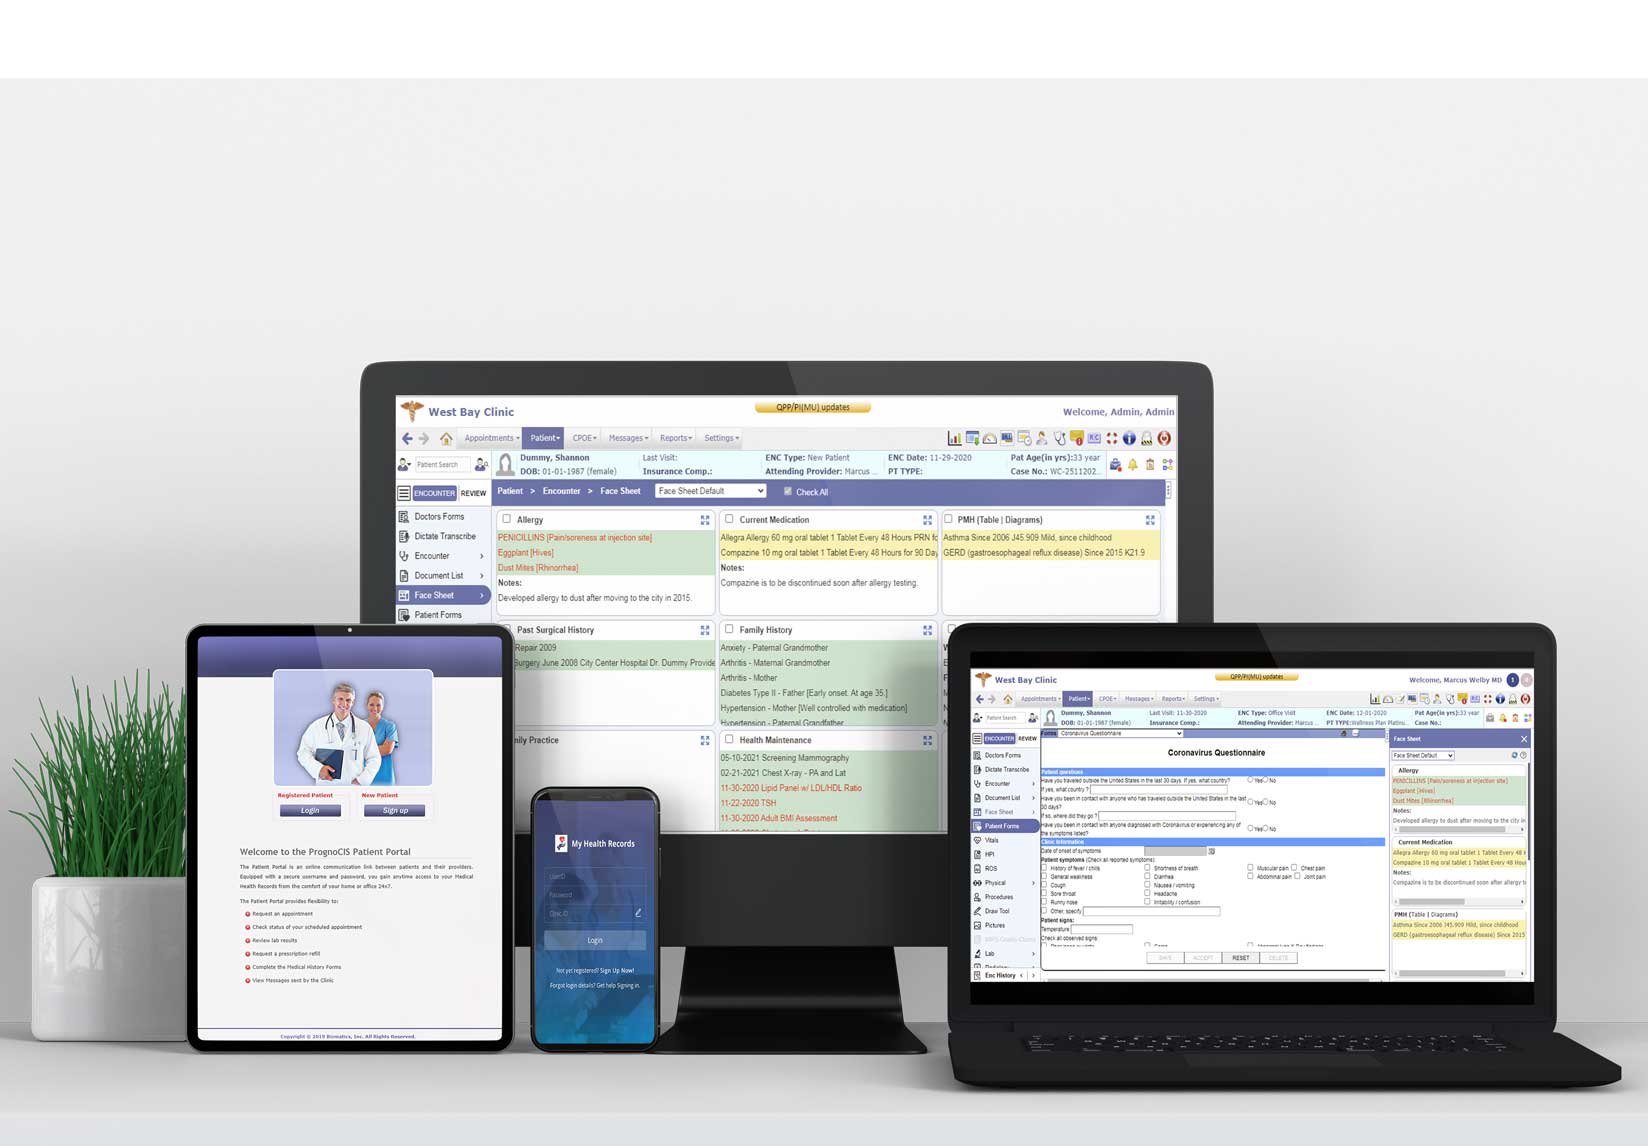 West Bay Clinic
QPP/PI(MU) updates
Welcome, Admin, Admin
Appointments Patient CPOE Messages Reports Settings
Patient Search
Dummy, Shannon
DOB: 01-01-1987 (female)
Last Visit:
Insurance Comp.:
ENC Type: New Patient
Attending Provider: Marcus ...
ENC Date: 11-29-2020
PT TYPE:
Pat Age(in yrs):33 year
Case No.: WC-2511202...
ENCOUNTER REVIEW
Patient > Encounter > Face Sheet
Face Sheet Default
Check All
Doctors Forms
Dictate Transcribe
Encounter
Document List
Face Sheet
Patient Forms
Allergy
PENICILLINS [Pain/soreness at injection site]
Eggplant [Hives]
Dust Mites [Rhinorrhea]
Notes:
Developed allergy to dust after moving to the city in 2015.
Current Medication
Allegra Allergy 60 mg oral tablet 1 Tablet Every 48 Hours PRN fo
Compazine 10 mg oral tablet 1 Tablet Every 48 Hours for 90 Day
Notes:
Compazine is to be discontinued soon after allergy testing.
PMH (Table | Diagrams)
Asthma Since 2006 J45.909 Mild, since childhood
GERD (gastroesophageal reflux disease) Since 2015 K21.9
Past Surgical History
Repair 2009
Surgery June 2008 City Center Hospital Dr. Dummy Provide
Family History
Anxiety - Paternal Grandmother
Arthritis - Maternal Grandmother
Arthritis - Mother
Diabetes Type II - Father [Early onset. At age 35.]
Hypertension - Mother [Well controlled with medication]
Hypertension - Paternal Grandfather
mily Practice
Health Maintenance
05-10-2021 Screening Mammography
02-21-2021 Chest X-ray - PA and Lat
11-30-2020 Lipid Panel w/ LDL/HDL Ratio
11-22-2020 TSH
11-30-2020 Adult BMI Assessment
Registered Patient
Login
New Patient
Sign up
Welcome to the PrognoCIS Patient Portal
The Patient Portal is an online communication link between patients and their providers.
Equipped with a secure username and password, you gain anytime access to your Medical
Health Records from the comfort of your home or office 24x7.
The Patient Portal provides flexibility to:
Request an appointment
Check status of your scheduled appointment
Review lab results
Request a prescription refill
Complete the Medical History Forms
View Messages sent by the Clinic
Copyright © 2019 Bizmatics, Inc. All Rights Reserved.
My Health Records
UserID
Password
Clinic ID
Login
Not yet registered? Sign Up Now!
Forgot login details? Get help Signing in.
West Bay Clinic
QPP/PI(MU) updates
Welcome, Marcus Welby MD
Appointments Patient CPOE Messages Reports Settings
Patient Search
Dummy, Shannon
DOB: 01-01-1987 (female)
Last Visit: 11-30-2020
Insurance Comp.:
ENC Type: Office Visit
Attending Provider: Marcus ...
ENC Date: 12-01-2020
PT TYPE:Wellness Plan Platinu...
Pat Age(in yrs):33 year
Case No.:
ENCOUNTER REVIEW
Doctors Forms
Dictate Transcribe
Encounter
Document List
Face Sheet
Patient Forms
Vitals
HPI
ROS
Physical
Procedures
Draw Tool
Pictures
Lab
Enc History
Forms Coronavirus Questionnaire
Coronavirus Questionnaire
Patient questions
Have you traveled outside the United States in the last 30 days. If yes, what country? Yes No
If yes, what country ?
Have you been in contact with anyone who has traveled outside the United States in the last
30 days? Yes No
If so, where did they go ?
Have you been in contact with anyone diagnosed with Coronavirus or experiencing any of
the symptoms listed? Yes No
Clinic Information
Date of onset of symptoms
Patient symptoms (Check all reported symptoms)
History of fever / chills Shortness of breath Muscular pain Chest pain
General weakness Diarrhea Abdominal pain Joint pain
Cough Nausea / vomiting
Sore throat Headache
Runny nose Irritability / confusion
Other, specify
Patient signs:
Temperature
Check all observed signs:
SAVE ACCEPT RESET DELETE
Face Sheet
Face Sheet Default
Allergy
PENICILLINS [Pain/soreness at injection site]
Eggplant [Hives]
Dust Mites [Rhinorrhea]
Notes:
Developed allergy to dust after moving to the city in
Current Medication
Allegra Allergy 60 mg oral tablet 1 Tablet Every 48 H
Compazine 10 mg oral tablet 1 Tablet Every 48 Hou
Notes:
Compazine is to be discontinued soon after allergy t
PMH (Table | Diagrams)
Asthma Since 2006 J45.909 Mild, since childhood
GERD (gastroesophageal reflux disease) Since 2015